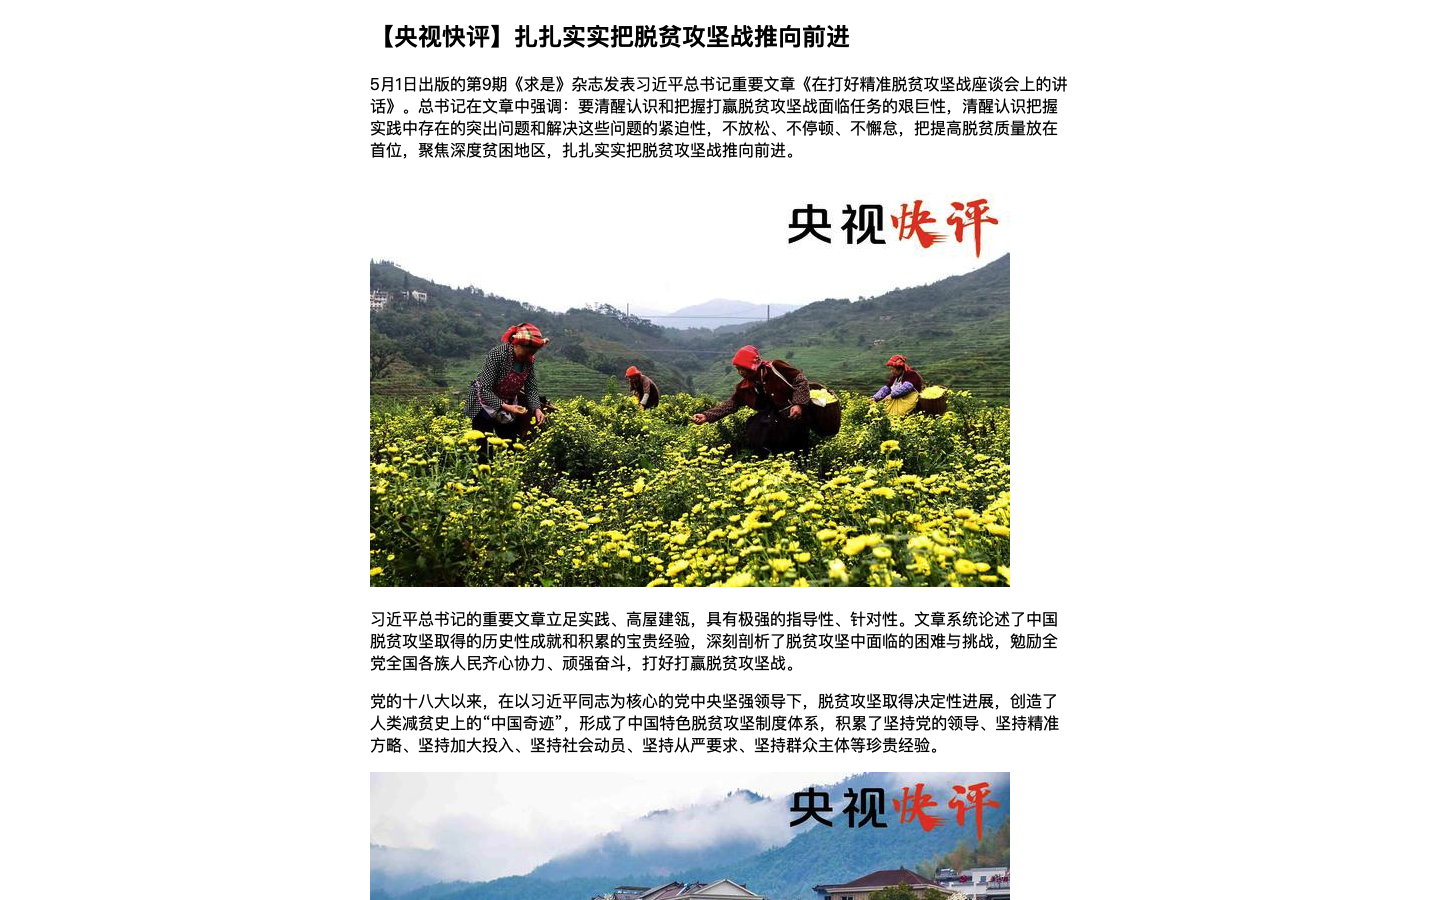 【央视快评】扎扎实实把脱贫攻坚战推向前进
5月1日出版的第9期《求是》杂志发表习近平总书记重要文章《在打好精准脱贫攻坚战座谈会上的讲
话》。总书记在文章中强调：要清醒认识和把握打赢脱贫攻坚战面临任务的艰巨性，清醒认识把握
实践中存在的突出问题和解决这些问题的紧迫性，不放松、不停顿、不懈怠，把提高脱贫质量放在
首位，聚焦深度贫困地区，扎扎实实把脱贫攻坚战推向前进。
央视快评
习近平总书记的重要文章立足实践、高屋建瓴，具有极强的指导性、针对性。文章系统论述了中国
脱贫攻坚取得的历史性成就和积累的宝贵经验，深刻剖析了脱贫攻坚中面临的困难与挑战，勉励全
党全国各族人民齐心协力、顽强奋斗，打好打赢脱贫攻坚战。
党的十八大以来，在以习近平同志为核心的党中央坚强领导下，脱贫攻坚取得决定性进展，创造了
人类减贫史上的“中国奇迹”，形成了中国特色脱贫攻坚制度体系，积累了坚持党的领导、坚持精准
方略、坚持加大投入、坚持社会动员、坚持从严要求、坚持群众主体等珍贵经验。
央视快评